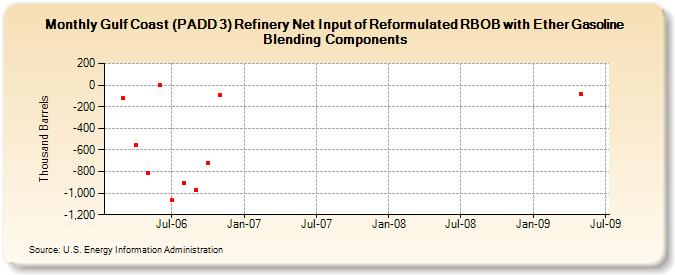 Monthly Gulf Coast (PADD 3) Refinery Net Input of Reformulated RBOB with Ether Gasoline
Blending Components
Thousand Barrels
200
0
-200
-400
-600
-800
-1,000
-1,200
Jul-06 Jan-07 Jul-07 Jan-08 Jul-08 Jan-09 Jul-09
Source: U.S. Energy Information Administration